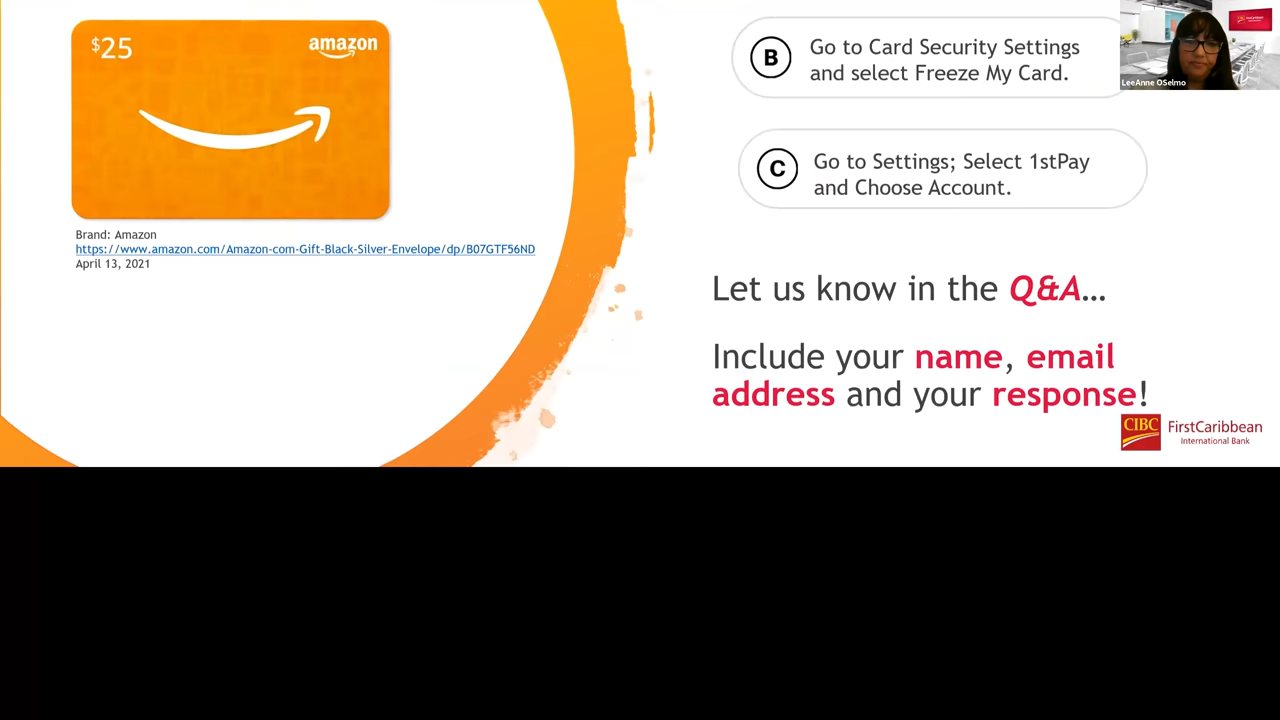 $25
amazon
Brand: Amazon
https://www.amazon.com/Amazon-com-Gift-Black-Silver-Envelope/dp/B07GTF56ND
April 13, 2021
B
Go to Card Security Settings
and select Freeze My Card.
C
Go to Settings; Select 1stPay
and Choose Account.
Let us know in the Q&A...
Include your name, email
address and your response!
CIBC FirstCaribbean
International Bank
LeeAnne OSelmo
CIBC